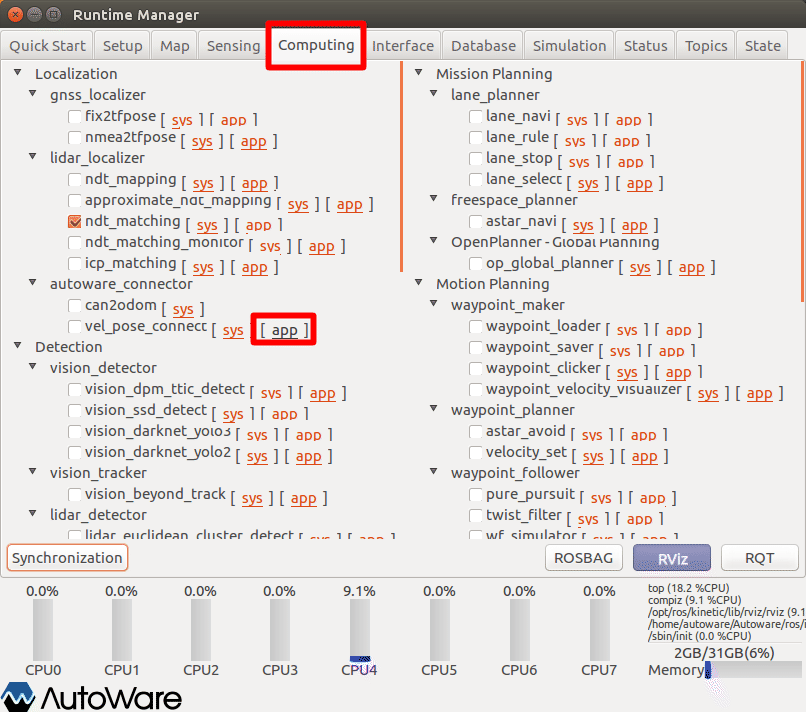 Runtime Manager
Quick Start Setup Map Sensing Computing Interface Database Simulation Status Topics State
Localization
gnss_localizer
fix2tfpose [ sys ] [ app ]
nmea2tfpose [ sys ] [ app ]
lidar_localizer
ndt_mapping [ sys ] [ app ]
approximate_ndt_mapping [ sys ] [ app ]
ndt_matching [ sys ] [ app ]
ndt_matching_monitor [ sys ] [ app ]
icp_matching [ sys ] [ app ]
autoware_connector
can2odom [ sys ]
vel_pose_connect [ sys ] [ app ]
Detection
vision_detector
vision_dpm_ttic_detect [ sys ] [ app ]
vision_ssd_detect [ sys ] [ app ]
vision_darknet_yolo3 [ sys ] [ app ]
vision_darknet_yolo2 [ sys ] [ app ]
vision_tracker
vision_beyond_track [ sys ] [ app ]
lidar_detector
lidar_euclidean_cluster_detect [ sys ] [ app ]
Mission Planning
lane_planner
lane_navi [ sys ] [ app ]
lane_rule [ sys ] [ app ]
lane_stop [ sys ] [ app ]
lane_select [ sys ] [ app ]
freespace_planner
astar_navi [ sys ] [ app ]
OpenPlanner - Global Planning
op_global_planner [ sys ] [ app ]
Motion Planning
waypoint_maker
waypoint_loader [ sys ] [ app ]
waypoint_saver [ sys ] [ app ]
waypoint_clicker [ sys ] [ app ]
waypoint_velocity_visualizer [ sys ] [ app ]
waypoint_planner
astar_avoid [ sys ] [ app ]
velocity_set [ sys ] [ app ]
waypoint_follower
pure_pursuit [ sys ] [ app ]
twist_filter [ sys ] [ app ]
wf_simulator [ sys ] [ app ]
Synchronization ROSBAG RViz RQT
0.0% 0.0% 0.0% 0.0% 9.1% 0.0% 0.0% 0.0%
CPU0 CPU1 CPU2 CPU3 CPU4 CPU5 CPU6 CPU7
top (18.2 %CPU)
compiz (9.1 %CPU)
/opt/ros/kinetic/lib/rviz/rviz (9.1
/home/autoware/Autoware/ros/i
/sbin/init (0.0 %CPU)
2GB/31GB(6%)
Memory
AutoWare